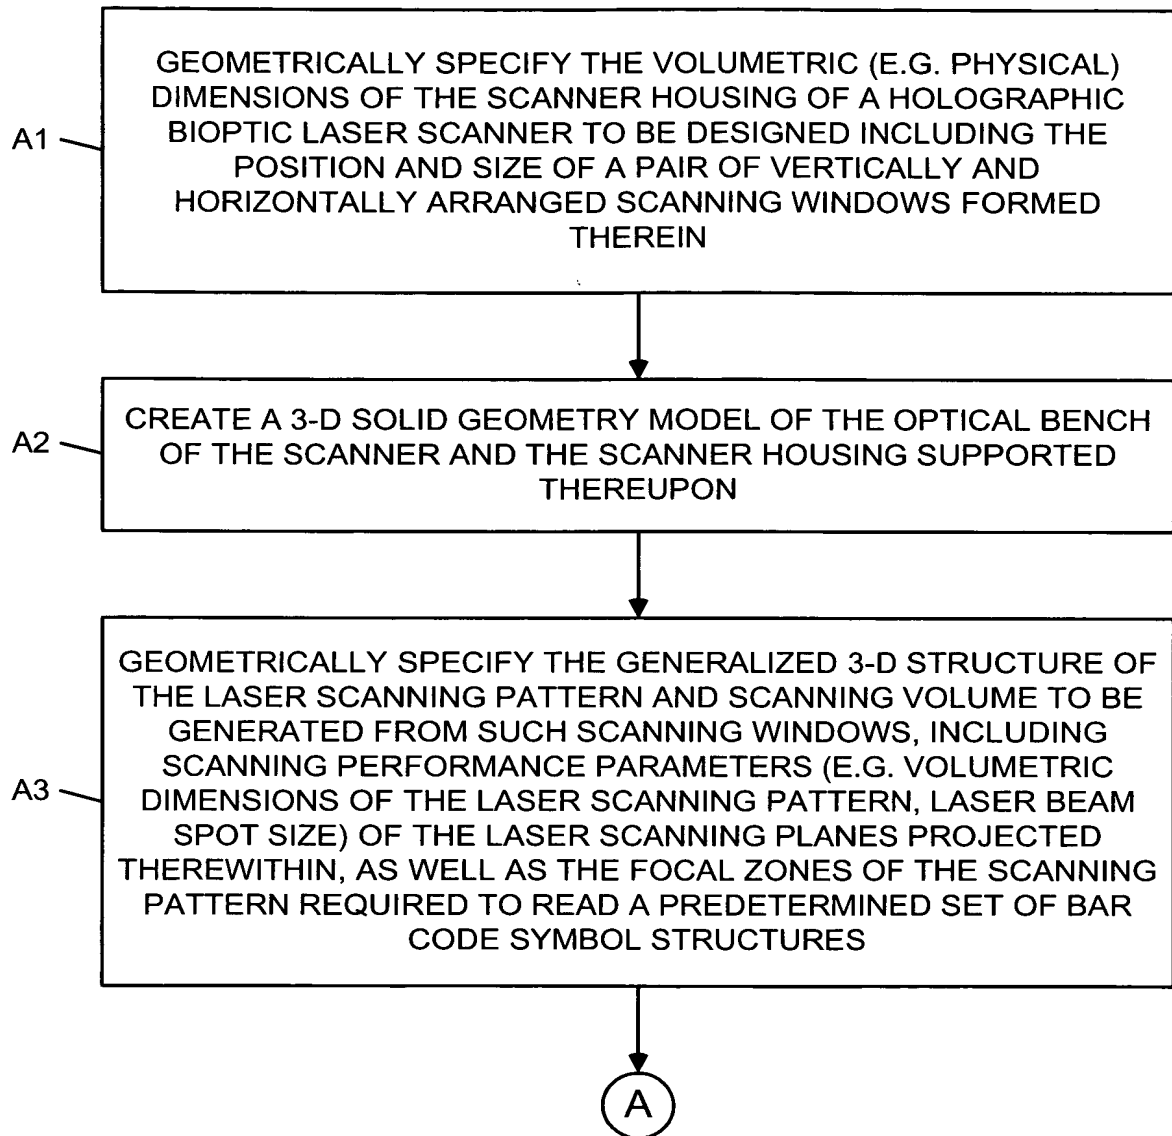 GEOMETRICALLY SPECIFY THE VOLUMETRIC (E.G. PHYSICAL)
DIMENSIONS OF THE SCANNER HOUSING OF A HOLOGRAPHIC
BIOPTIC LASER SCANNER TO BE DESIGNED INCLUDING THE
POSITION AND SIZE OF A PAIR OF VERTICALLY AND
HORIZONTALLY ARRANGED SCANNING WINDOWS FORMED
THEREIN
A1
CREATE A 3-D SOLID GEOMETRY MODEL OF THE OPTICAL BENCH
OF THE SCANNER AND THE SCANNER HOUSING SUPPORTED
THEREUPON
A2
GEOMETRICALLY SPECIFY THE GENERALIZED 3-D STRUCTURE OF
THE LASER SCANNING PATTERN AND SCANNING VOLUME TO BE
GENERATED FROM SUCH SCANNING WINDOWS, INCLUDING
SCANNING PERFORMANCE PARAMETERS (E.G. VOLUMETRIC
DIMENSIONS OF THE LASER SCANNING PATTERN, LASER BEAM
SPOT SIZE) OF THE LASER SCANNING PLANES PROJECTED
THEREWITHIN, AS WELL AS THE FOCAL ZONES OF THE SCANNING
PATTERN REQUIRED TO READ A PREDETERMINED SET OF BAR
CODE SYMBOL STRUCTURES
A3
A